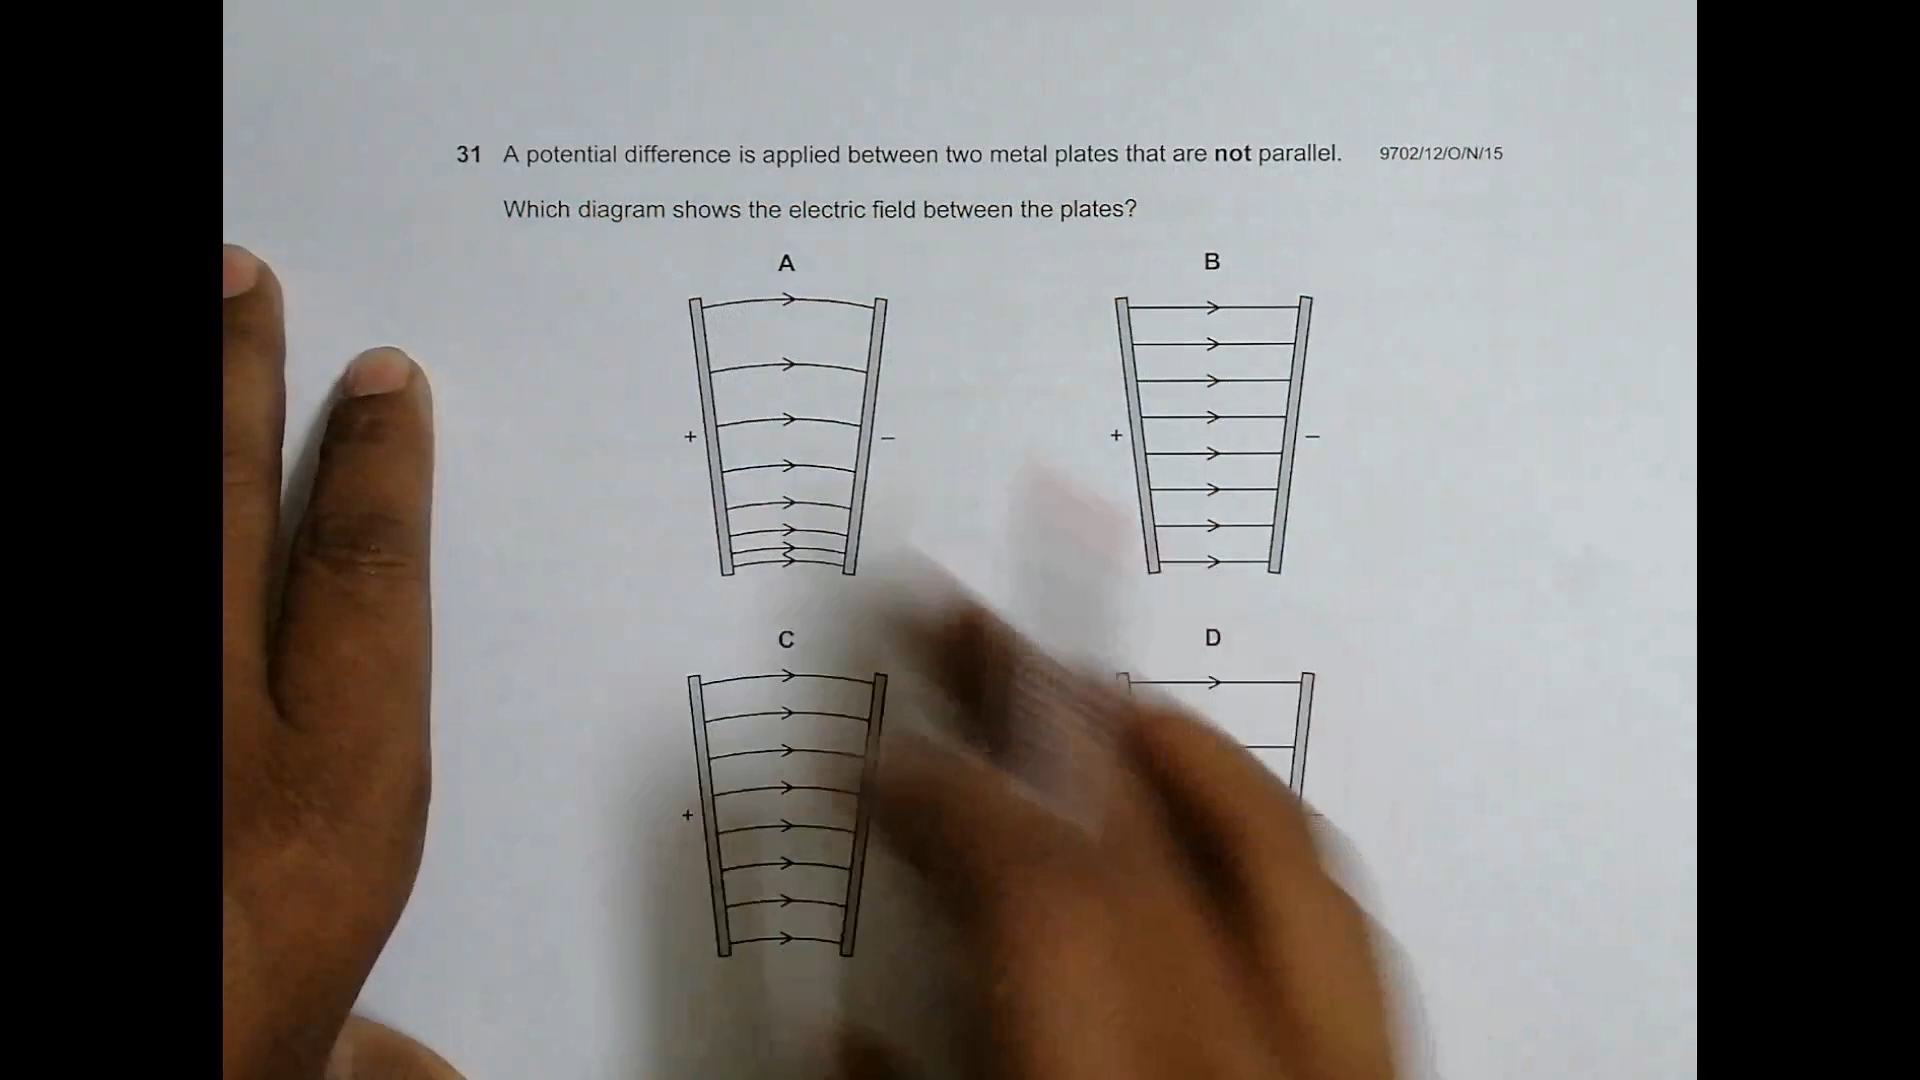 31 A potential difference is applied between two metal plates that are not parallel. 9702/12/O/N/15
Which diagram shows the electric field between the plates?
A B
+ − + −
C D
+ −